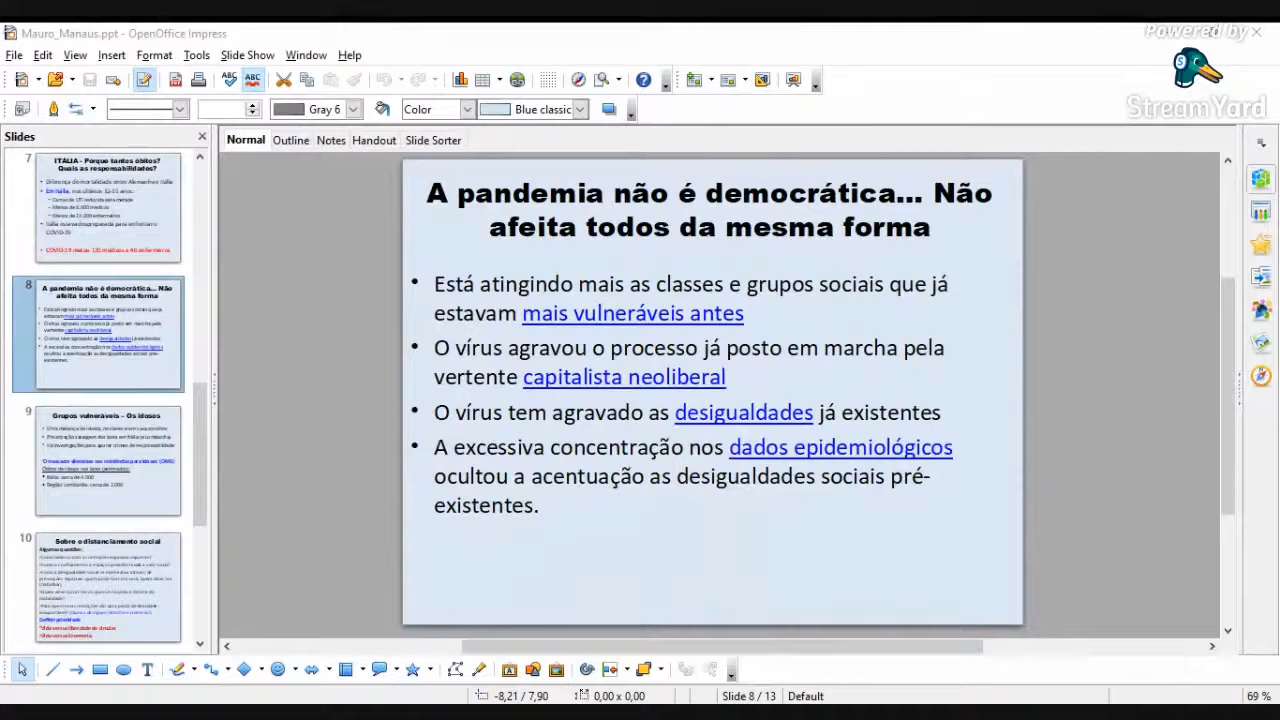 Mauro_Manaus.ppt - OpenOffice Impress
Powered by
StreamYard
File Edit View Insert Format Tools Slide Show Window Help
Gray 6 Color Blue classic
Slides
Normal Outline Notes Handout Slide Sorter
7
ITALIA - Porque tantos óbitos?
Quais as responsabilidades?
8
A pandemia não é democrática... Não
afeita todos da mesma forma
9
Grupos vulneráveis - Os idosos
10
Sobre o distanciamento social
Algumas questões:
A pandemia não é democrática... Não
afeita todos da mesma forma
• Está atingindo mais as classes e grupos sociais que já
estavam mais vulneráveis antes
• O vírus agravou o processo já posto em marcha pela
vertente capitalista neoliberal
• O vírus tem agravado as desigualdades já existentes
• A excessiva concentração nos dados epidemiológicos
ocultou a acentuação as desigualdades sociais pré-
existentes.
-8,21 / 7,90 0,00 x 0,00 Slide 8 / 13 Default 69 %